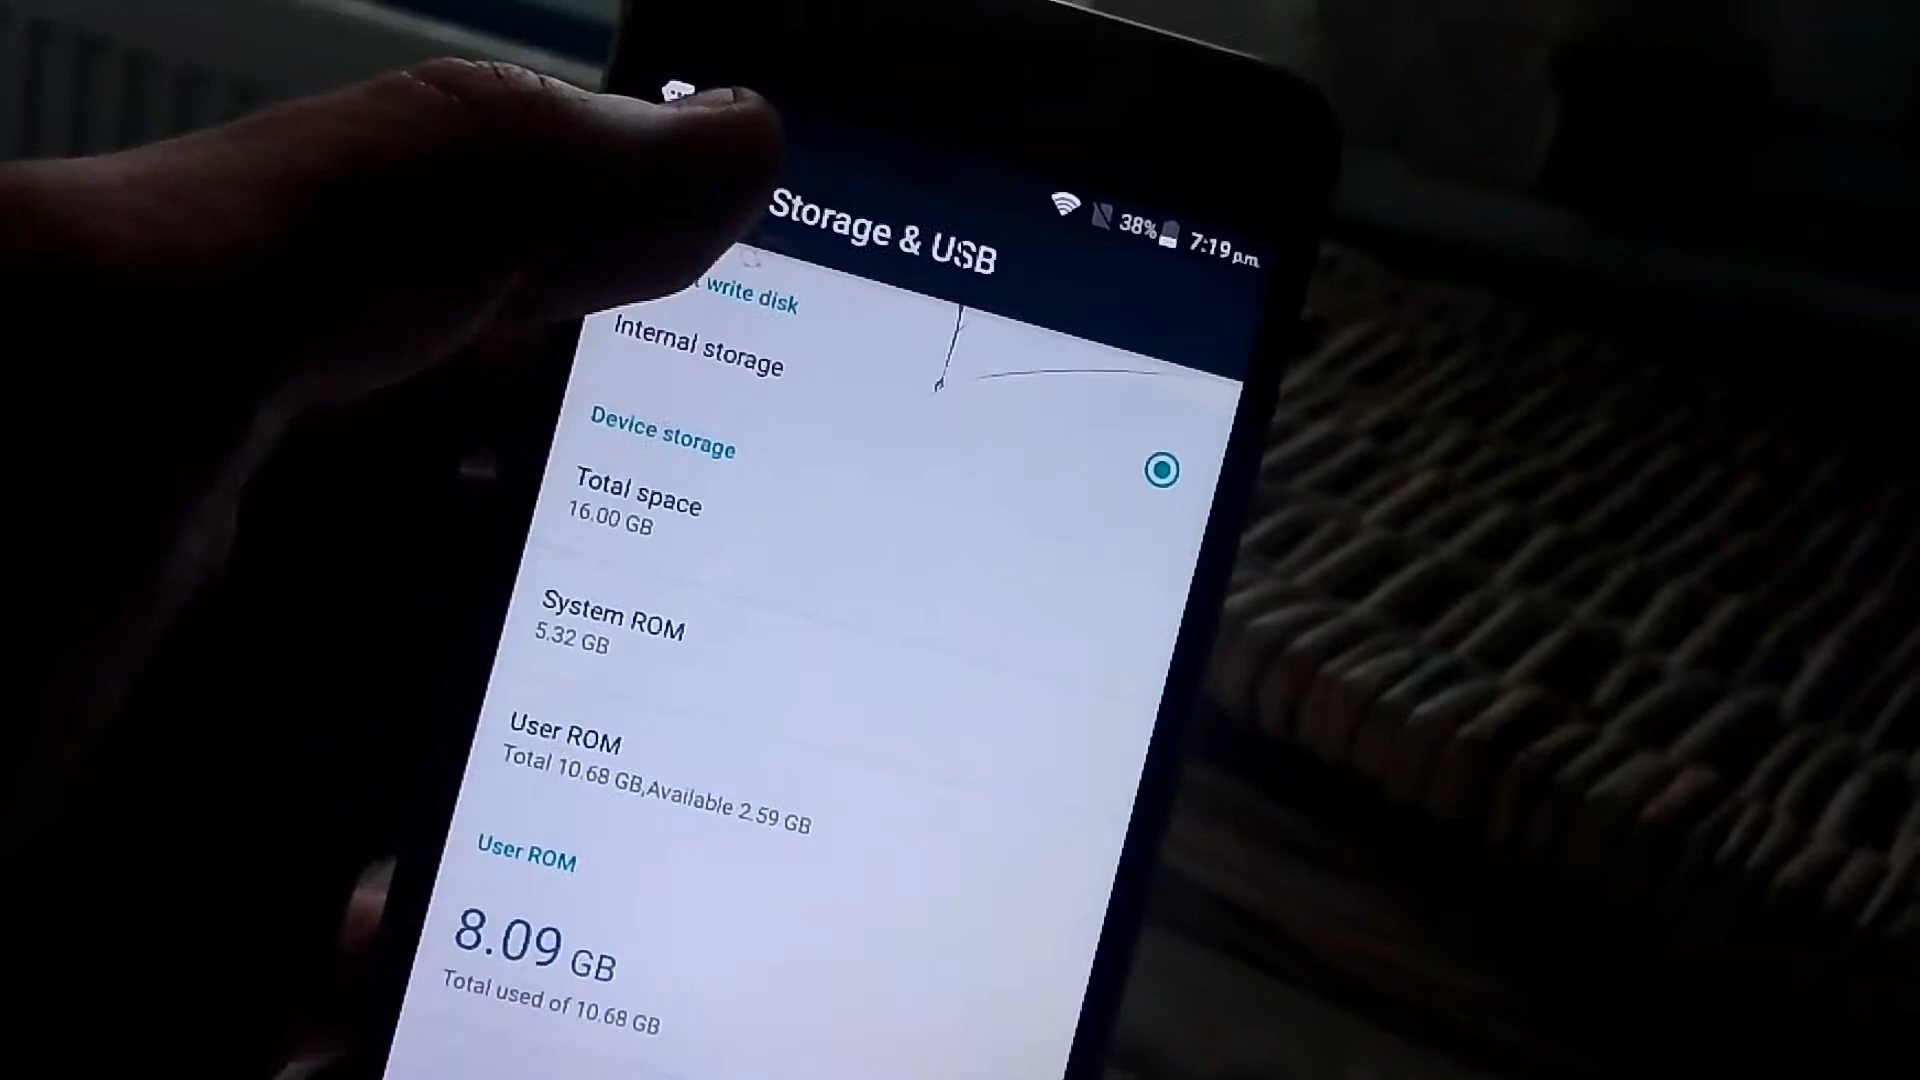 38% 7:19 p.m.
Storage & USB
write disk
Internal storage
Device storage
Total space
16.00 GB
System ROM
5.32 GB
User ROM
Total 10.68 GB,Available 2.59 GB
User ROM
8.09 GB
Total used of 10.68 GB